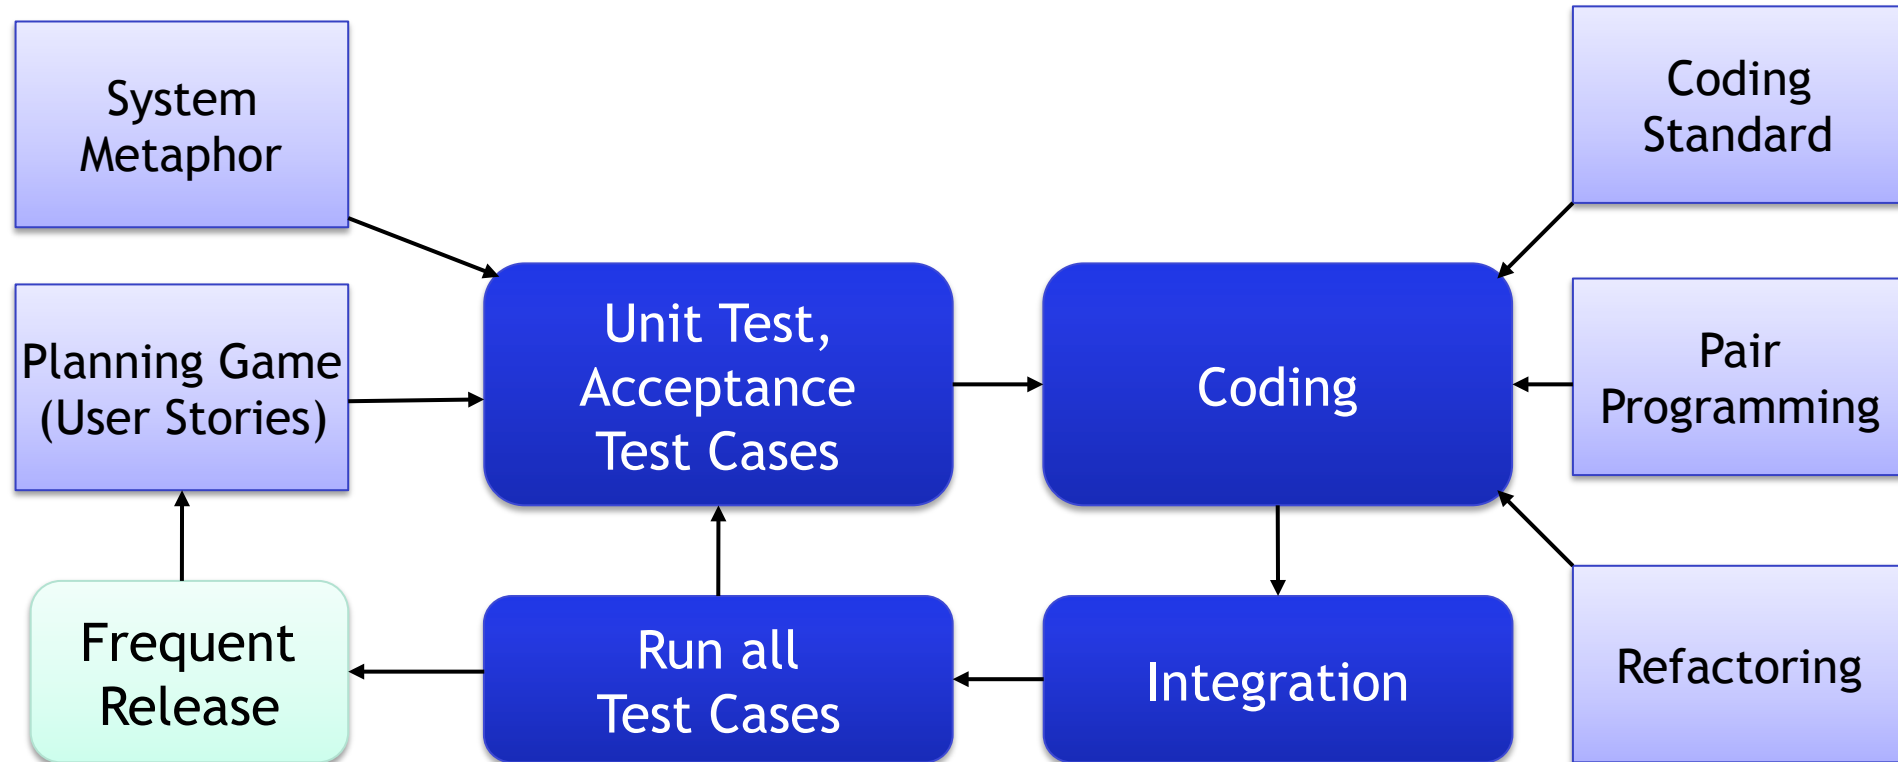 System
Metaphor
Coding
Standard
Planning Game
(User Stories)
Unit Test,
Acceptance
Test Cases
Coding
Pair
Programming
Frequent
Release
Run all
Test Cases
Integration
Refactoring